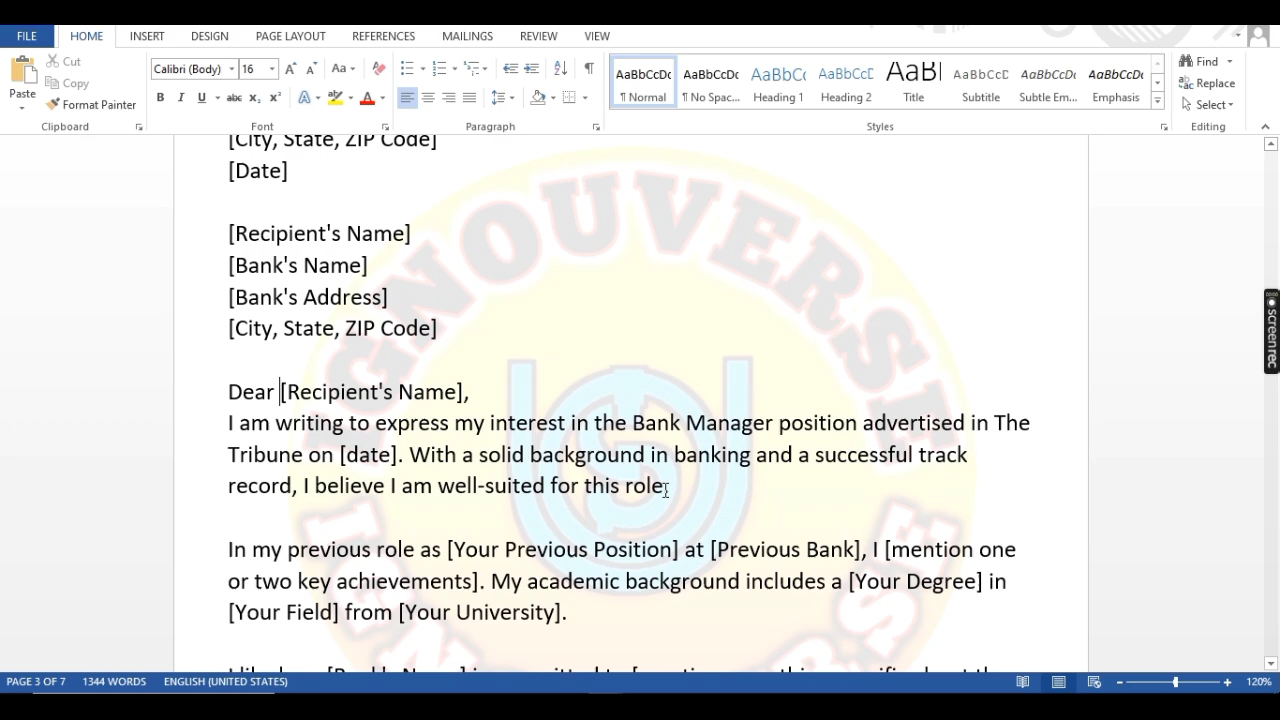 FILE HOME INSERT DESIGN PAGE LAYOUT REFERENCES MAILINGS REVIEW VIEW
Cut
Copy
Format Painter
Paste
Clipboard
Calibri (Body) 16
Font
Paragraph
AaBbCcDc AaBbCcDc AaBbCc AaBbCcD AaBl AaBbCcD AaBbCcDc AaBbCcDc
¶ Normal ¶ No Spac... Heading 1 Heading 2 Title Subtitle Subtle Em... Emphasis
Styles
Find
Replace
Select
Editing
[City, State, ZIP Code]
[Date]
[Recipient's Name]
[Bank's Name]
[Bank's Address]
[City, State, ZIP Code]
Dear [Recipient's Name],
I am writing to express my interest in the Bank Manager position advertised in The
Tribune on [date]. With a solid background in banking and a successful track
record, I believe I am well-suited for this role.
In my previous role as [Your Previous Position] at [Previous Bank], I [mention one
or two key achievements]. My academic background includes a [Your Degree] in
[Your Field] from [Your University].
IGNOUVERSE
screenrec
PAGE 3 OF 7 1344 WORDS ENGLISH (UNITED STATES) 120%